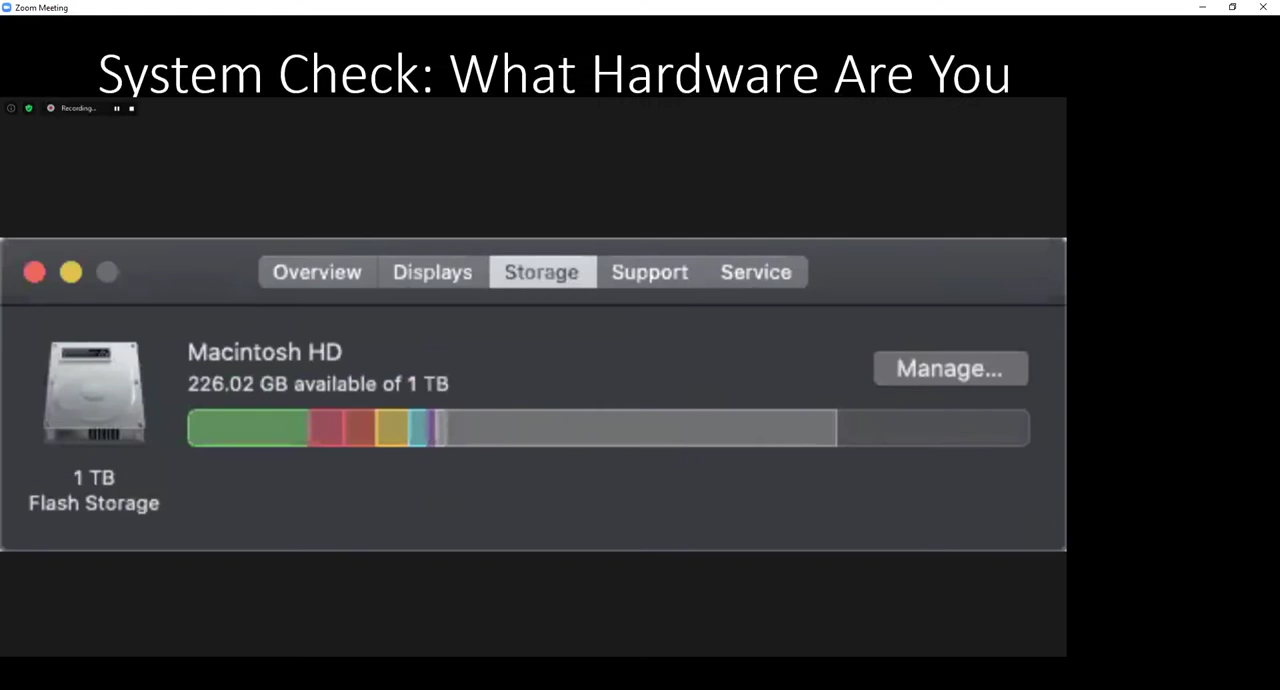 Zoom Meeting
System Check: What Hardware Are You
Recording...
Overview Displays Storage Support Service
Macintosh HD
226.02 GB available of 1 TB
Manage...
1 TB
Flash Storage